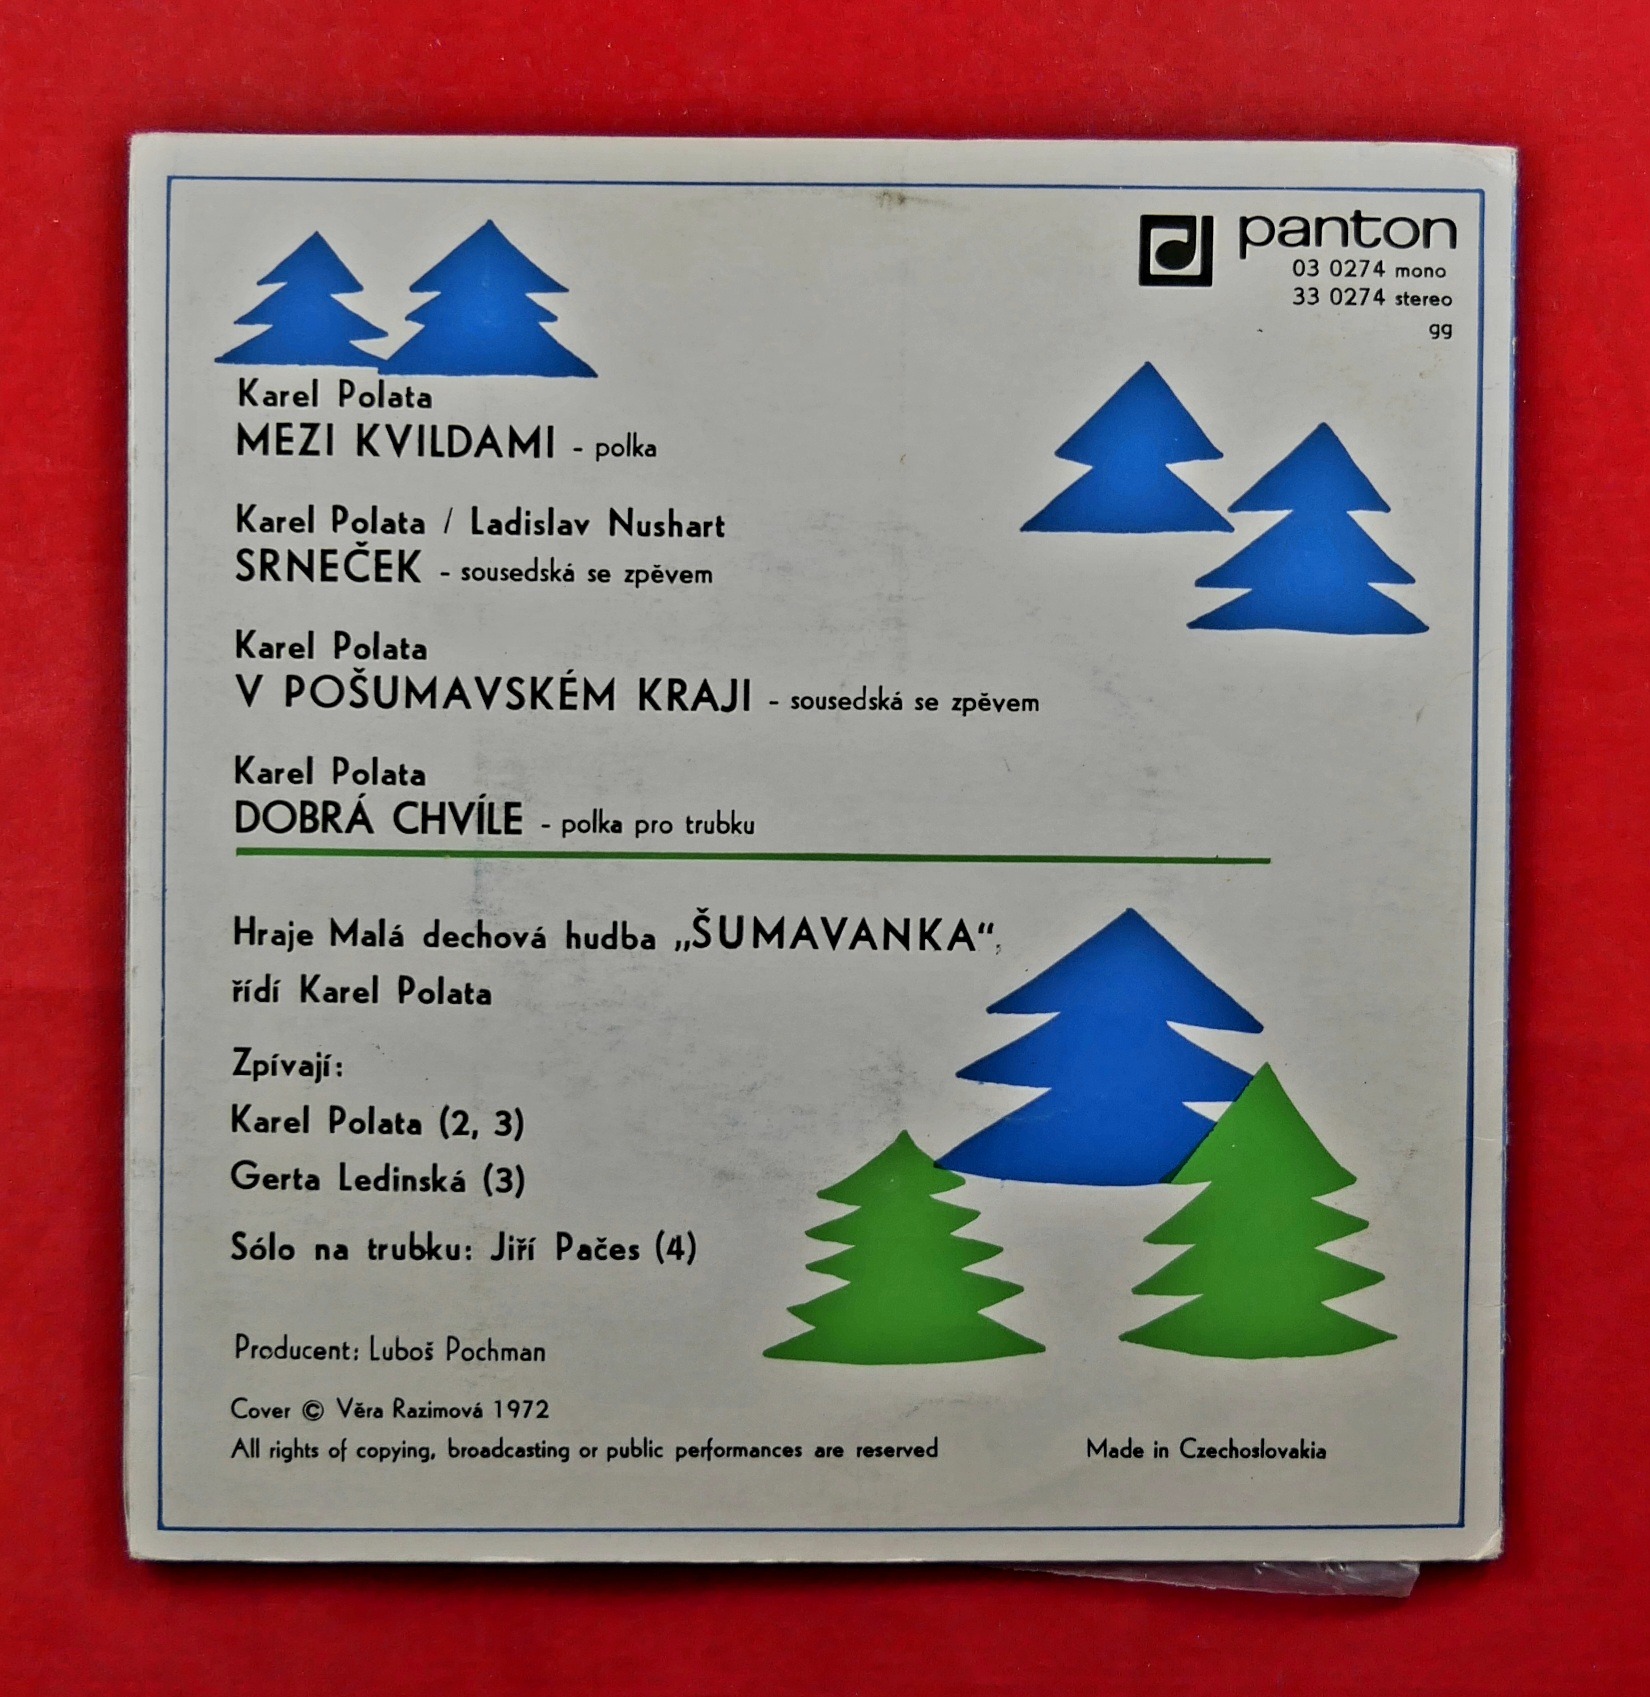 panton
03 0274 mono
33 0274 stereo
gg
Karel Polata
MEZI KVILDAMI - polka
Karel Polata / Ladislav Nushart
SRNEČEK - sousedská se zpěvem
Karel Polata
V POŠUMAVSKÉM KRAJI - sousedská se zpěvem
Karel Polata
DOBRÁ CHVÍLE - polka pro trubku
Hraje Malá dechová hudba „ŠUMAVANKA“,
řídí Karel Polata
Zpívají:
Karel Polata (2, 3)
Gerta Ledinská (3)
Sólo na trubku: Jiří Pačes (4)
Producent: Luboš Pochman
Cover © Věra Razimová 1972
All rights of copying, broadcasting or public performances are reserved
Made in Czechoslovakia